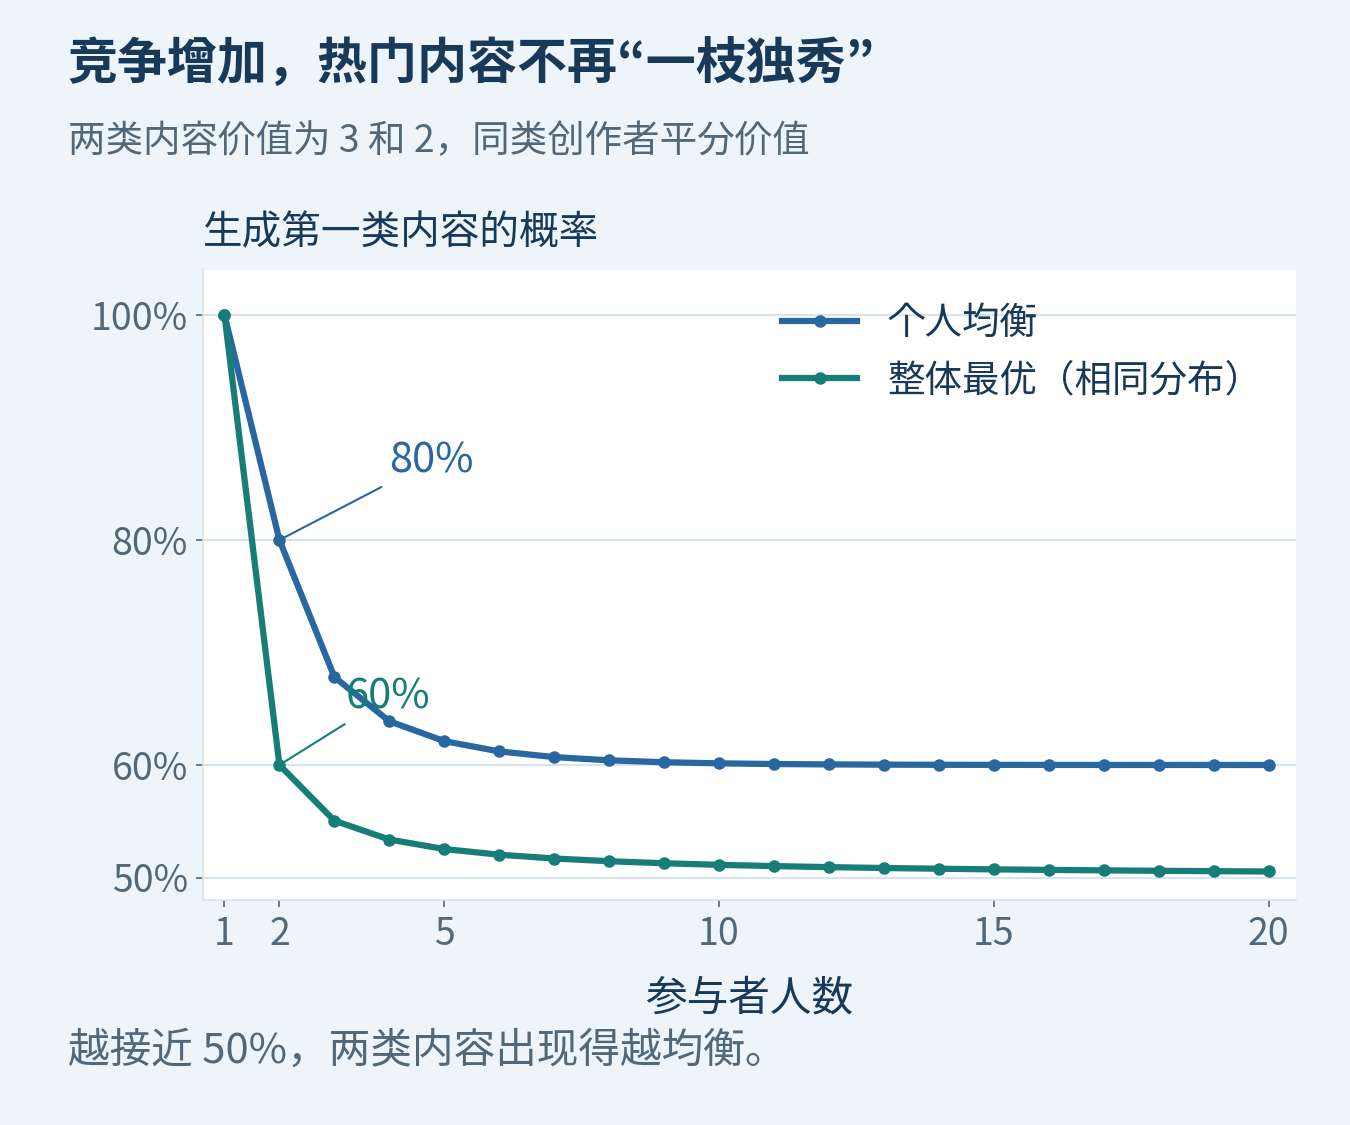 竞争增加，热门内容不再“一枝独秀”
两类内容价值为 3 和 2，同类创作者平分价值
生成第一类内容的概率
100%
80%
60%
50%
个人均衡
整体最优（相同分布）
80%
60%
1 2 5 10 15 20
参与者人数
越接近 50%，两类内容出现得越均衡。